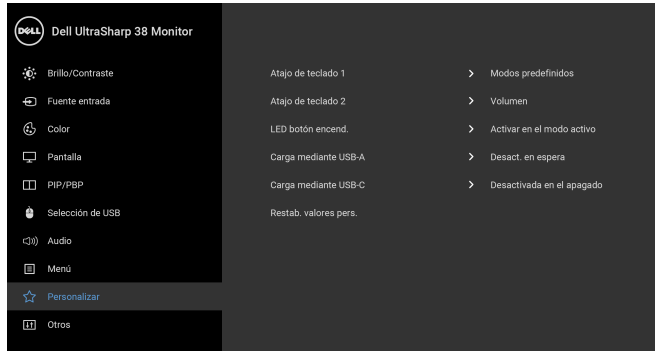 DELL Dell UltraSharp 38 Monitor
Brillo/Contraste Atajo de teclado 1 Modos predefinidos
Fuente entrada Atajo de teclado 2 Volumen
Color LED botón encend. Activar en el modo activo
Pantalla Carga mediante USB-A Desact. en espera
PIP/PBP Carga mediante USB-C Desactivada en el apagado
Selección de USB Restab. valores pers.
Audio
Menú
Personalizar
Otros